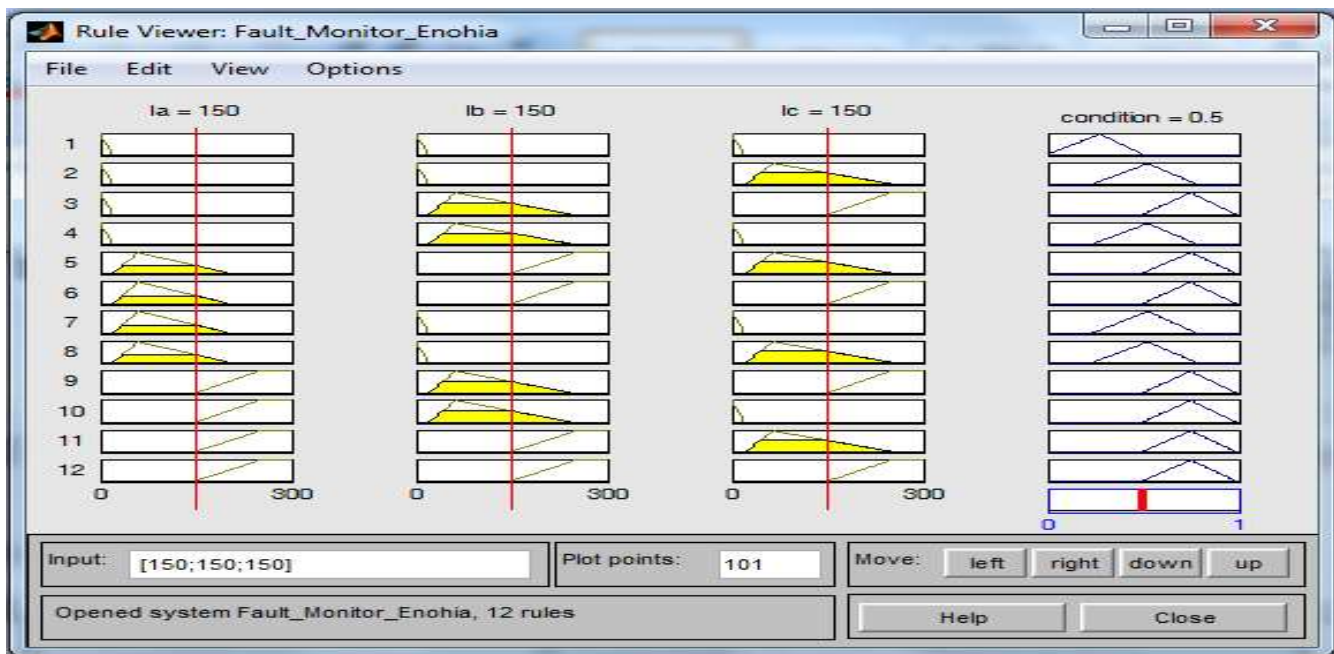 Rule Viewer: Fault_Monitor_Enohia
File Edit View Options
Ia = 150 Ib = 150 Ic = 150 condition = 0.5
1
2
3
4
5
6
7
8
9
10
11
12
0 300 0 300 0 300
0 1
Input: [150;150;150] Plot points: 101 Move: left right down up
Opened system Fault_Monitor_Enohia, 12 rules Help Close